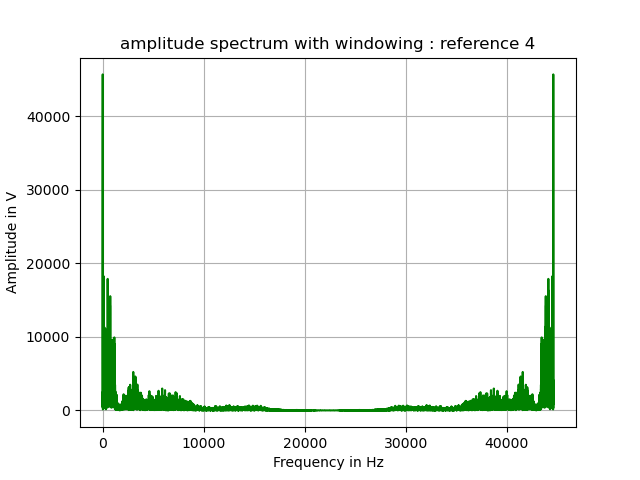 amplitude spectrum with windowing : reference 4
40000
30000
20000
10000
0
Amplitude in V
0 10000 20000 30000 40000
Frequency in Hz